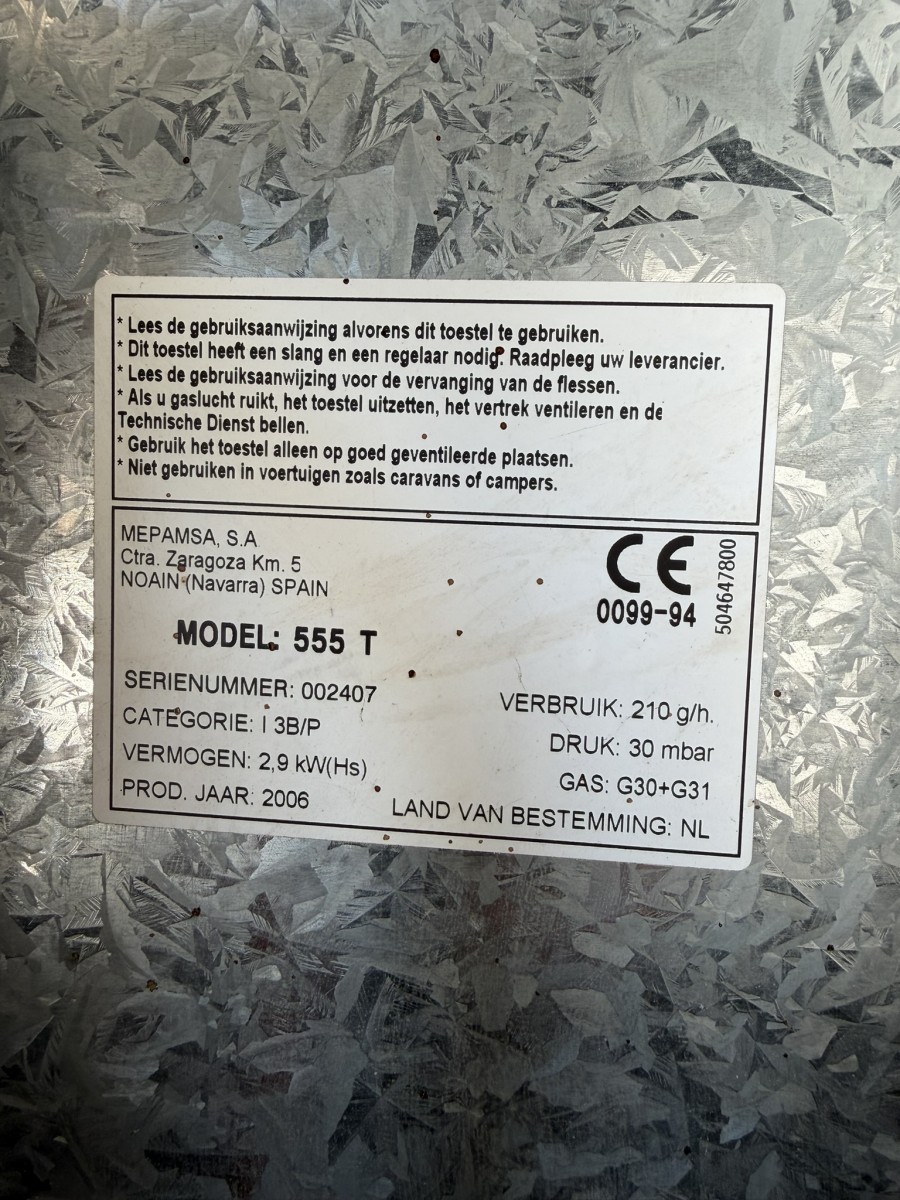 * Lees de gebruiksaanwijzing alvorens dit toestel te gebruiken.
* Dit toestel heeft een slang en een regelaar nodig. Raadpleeg uw leverancier.
* Lees de gebruiksaanwijzing voor de vervanging van de flessen.
* Als u gaslucht ruikt, het toestel uitzetten, het vertrek ventileren en de
Technische Dienst bellen.
* Gebruik het toestel alleen op goed geventileerde plaatsen.
* Niet gebruiken in voertuigen zoals caravans of campers.
MEPAMSA, S.A
Ctra. Zaragoza Km. 5
NOAIN (Navarra) SPAIN
CE
0099-94
504647800
MODEL: 555 T
SERIENUMMER: 002407
CATEGORIE: I 3B/P
VERMOGEN: 2,9 kW(Hs)
PROD. JAAR: 2006
VERBRUIK: 210 g/h.
DRUK: 30 mbar
GAS: G30+G31
LAND VAN BESTEMMING: NL